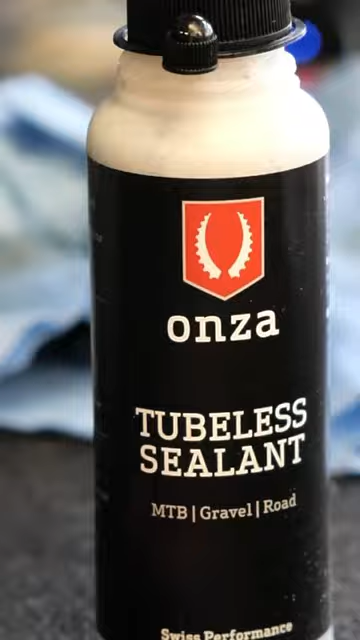 onza
TUBELESS
SEALANT
MTB | Gravel | Road
Swiss Performance